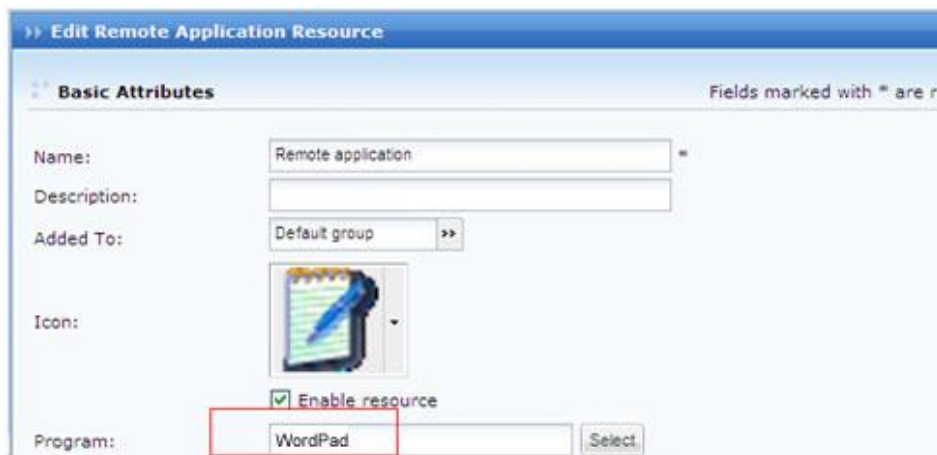 ›› Edit Remote Application Resource
Basic Attributes Fields marked with * are
Name: Remote application *
Description:
Added To: Default group ››
Icon:
Enable resource
Program: WordPad Select